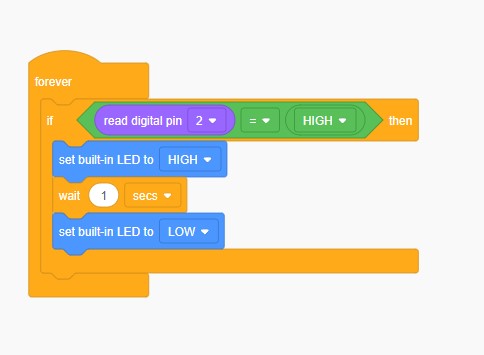 forever
if read digital pin 2 = HIGH then
set built-in LED to HIGH
wait 1 secs
set built-in LED to LOW